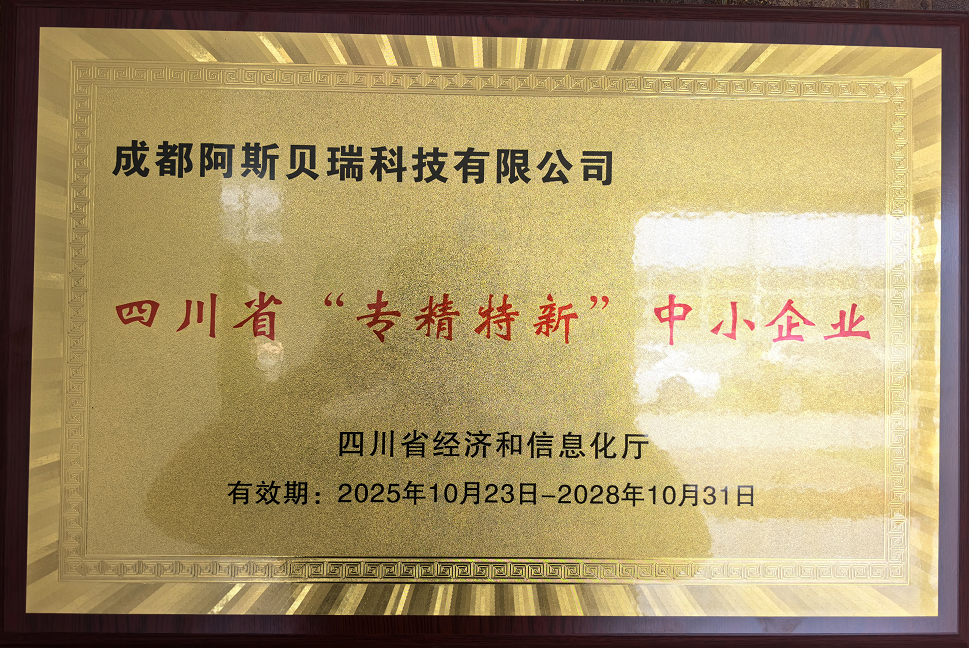 成都阿斯贝瑞科技有限公司
四川省“专精特新”中小企业
四川省经济和信息化厅
有效期：2025年10月23日-2028年10月31日